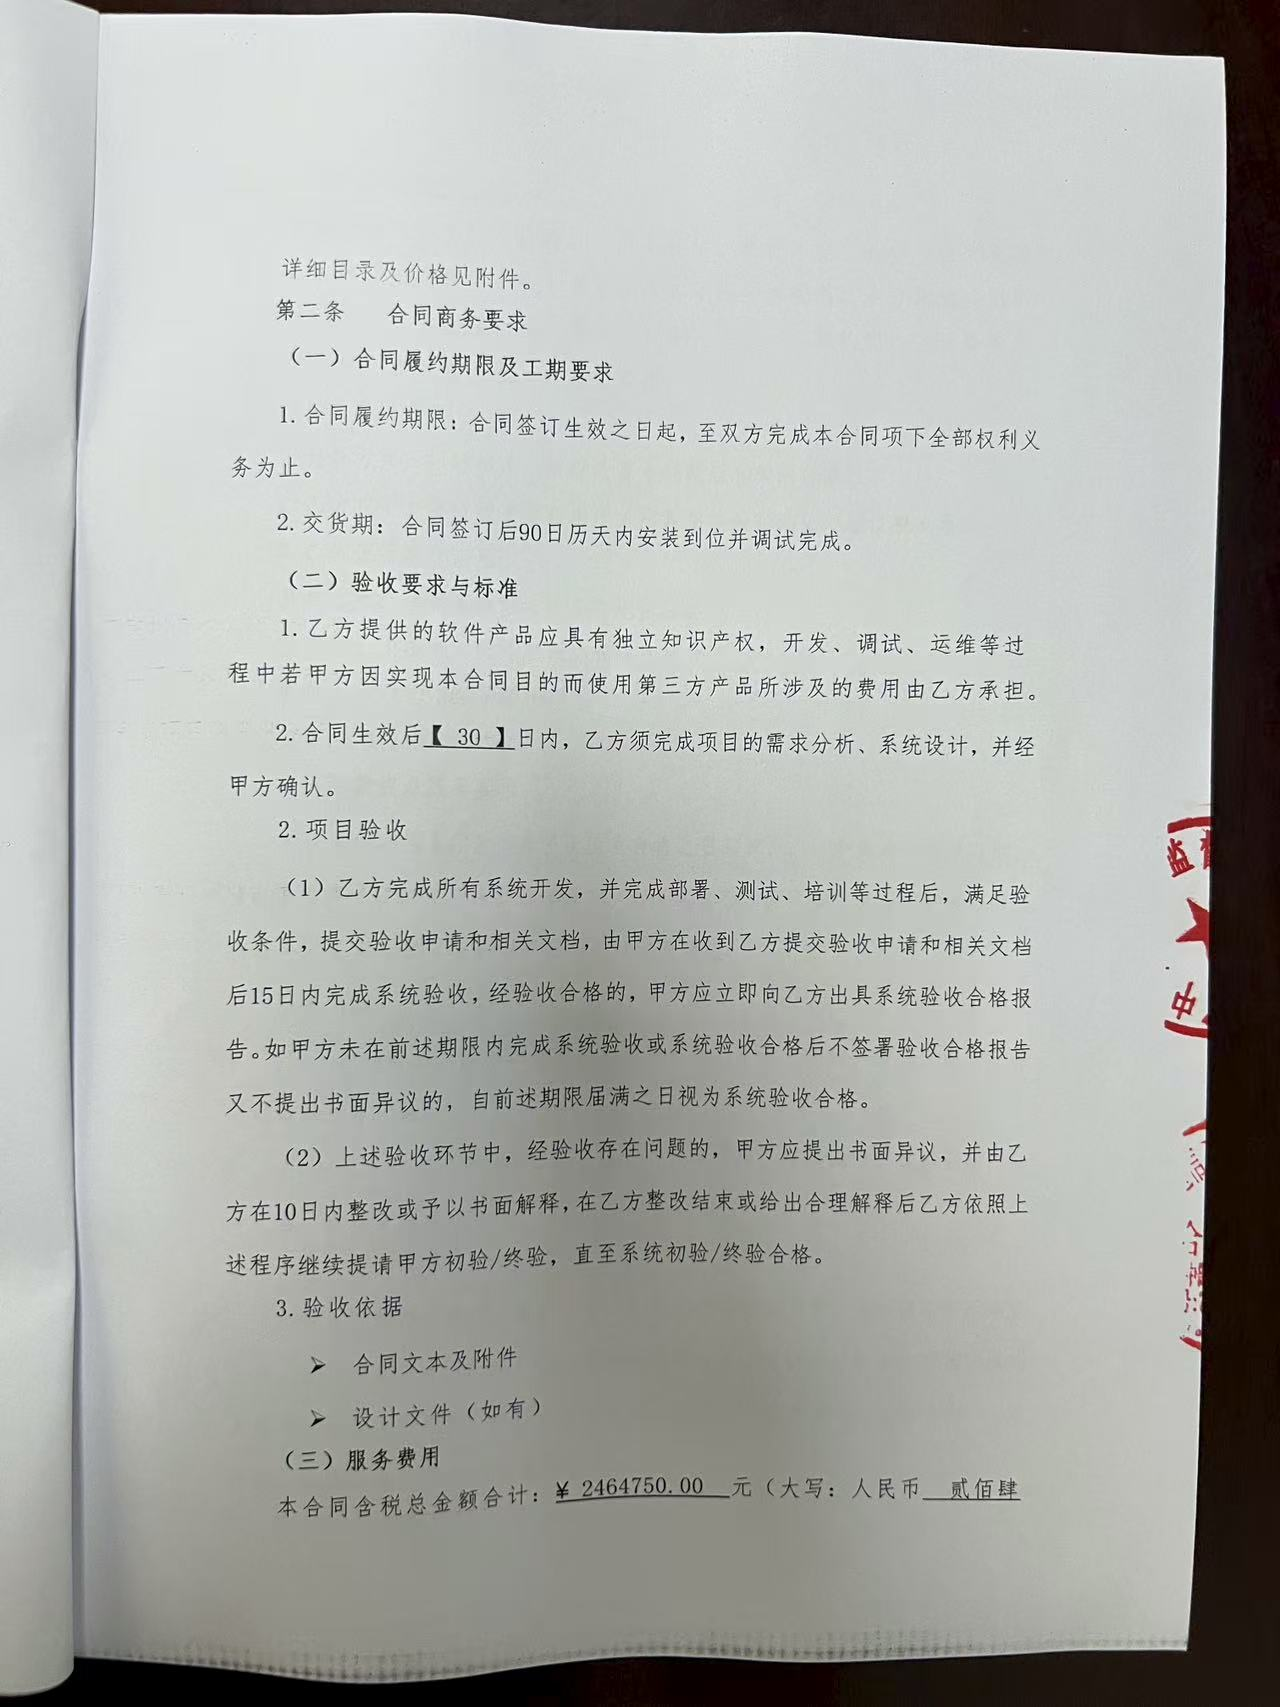 详细目录及价格见附件。
第二条 合同商务要求
（一）合同履约期限及工期要求
1.合同履约期限：合同签订生效之日起，至双方完成本合同项下全部权利义
务为止。
2.交货期：合同签订后90日历天内安装到位并调试完成。
（二）验收要求与标准
1.乙方提供的软件产品应具有独立知识产权，开发、调试、运维等过
程中若甲方因实现本合同目的而使用第三方产品所涉及的费用由乙方承担。
2.合同生效后【 30 】日内，乙方须完成项目的需求分析、系统设计，并经
甲方确认。
2.项目验收
（1）乙方完成所有系统开发，并完成部署、测试、培训等过程后，满足验
收条件，提交验收申请和相关文档，由甲方在收到乙方提交验收申请和相关文档
后15日内完成系统验收，经验收合格的，甲方应立即向乙方出具系统验收合格报
告。如甲方未在前述期限内完成系统验收或系统验收合格后不签署验收合格报告
又不提出书面异议的，自前述期限届满之日视为系统验收合格。
（2）上述验收环节中，经验收存在问题的，甲方应提出书面异议，并由乙
方在10日内整改或予以书面解释，在乙方整改结束或给出合理解释后乙方依照上
述程序继续提请甲方初验/终验，直至系统初验/终验合格。
3.验收依据
➢ 合同文本及附件
➢ 设计文件（如有）
（三）服务费用
本合同含税总金额合计：¥ 2464750.00 元（大写：人民币 贰佰肆
监
中